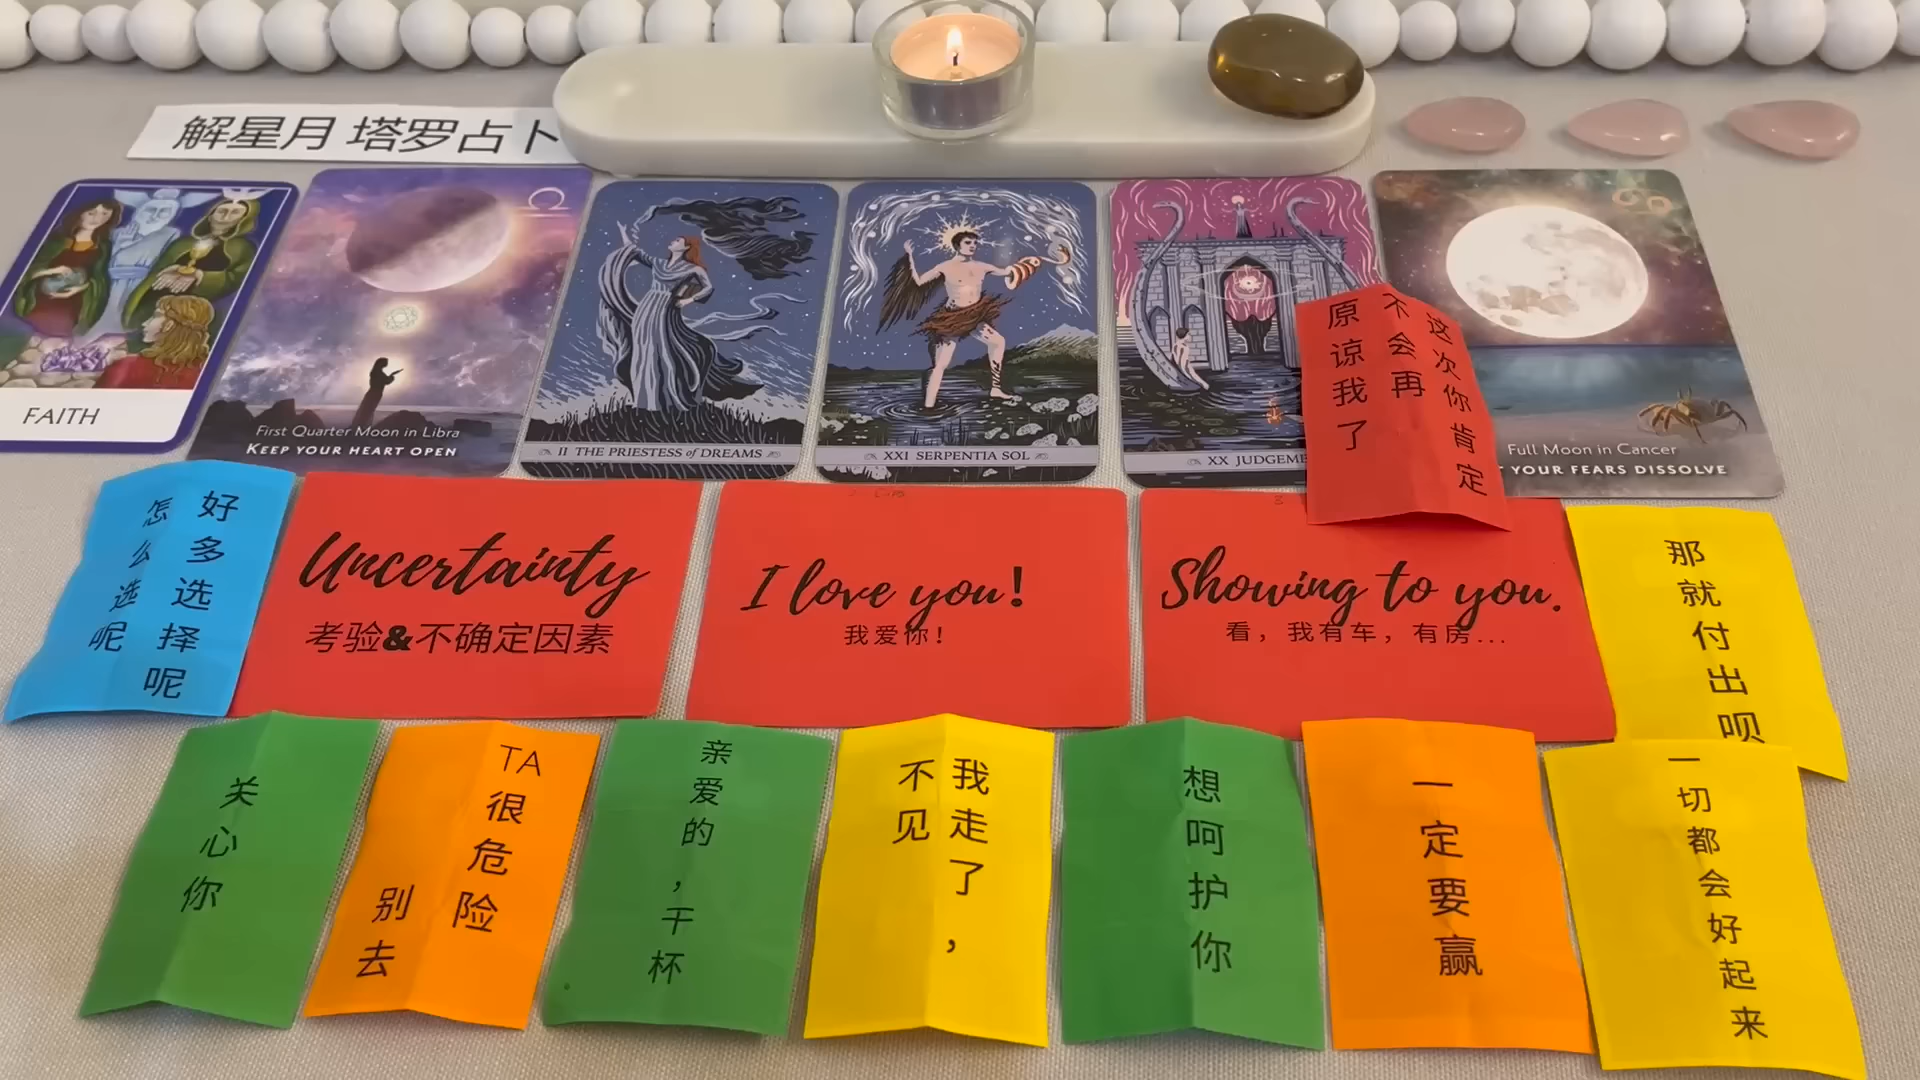 解星月 塔罗占卜
FAITH
First Quarter Moon in Libra
KEEP YOUR HEART OPEN
II THE PRIESTESS of DREAMS
XXI SERPENTIA SOL
XX JUDGEME
Full Moon in Cancer
YOUR FEARS DISSOLVE
这次你肯定
不会再
原谅我了
好多选择呢
怎么选呢
Uncertainty
考验&不确定因素
I love you!
我爱你!
Showing to you.
看，我有车，有房...
那就付出呗
关心你
TA很危险
别去
亲爱的，干杯
我走了，
不见
想呵护你
一定要赢
一切都会好起来